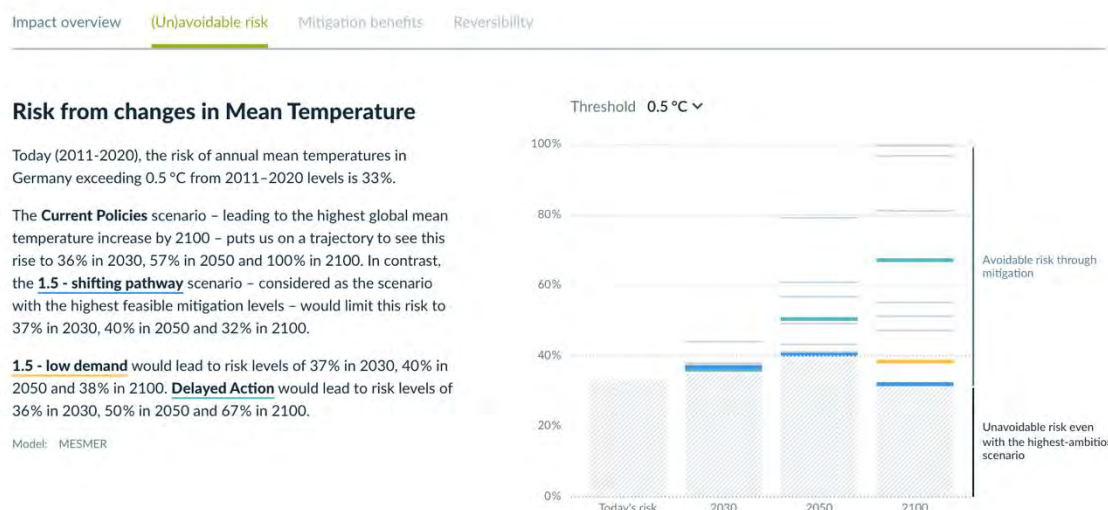 Impact overview (Un)avoidable risk Mitigation benefits Reversibility
Risk from changes in Mean Temperature
Today (2011-2020), the risk of annual mean temperatures in
Germany exceeding 0.5 °C from 2011–2020 levels is 33%.
The Current Policies scenario – leading to the highest global mean
temperature increase by 2100 – puts us on a trajectory to see this
rise to 36% in 2030, 57% in 2050 and 100% in 2100. In contrast,
the 1.5 - shifting pathway scenario – considered as the scenario
with the highest feasible mitigation levels – would limit this risk to
37% in 2030, 40% in 2050 and 32% in 2100.
1.5 - low demand would lead to risk levels of 37% in 2030, 40% in
2050 and 38% in 2100. Delayed Action would lead to risk levels of
36% in 2030, 50% in 2050 and 67% in 2100.
Model: MESMER
Threshold 0.5 °C
100%
80%
60%
40%
20%
0%
Today's risk 2030 2050 2100
Avoidable risk through
mitigation
Unavoidable risk even
with the highest-ambition
scenario